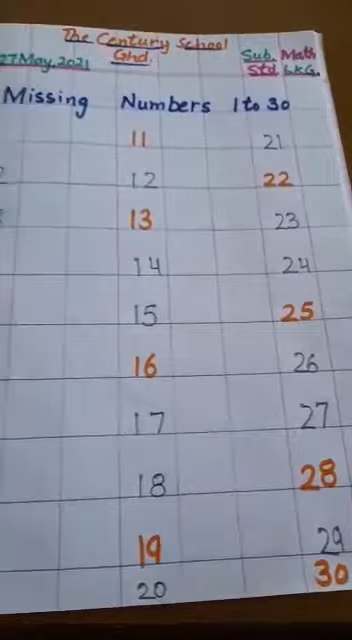 The Century School
27 May, 2021 Ghd. Sub. Math
Std L.K.G.
Missing Numbers 1 to 30
11 21
12 22
13 23
14 24
15 25
16 26
17 27
18 28
19 29
20 30